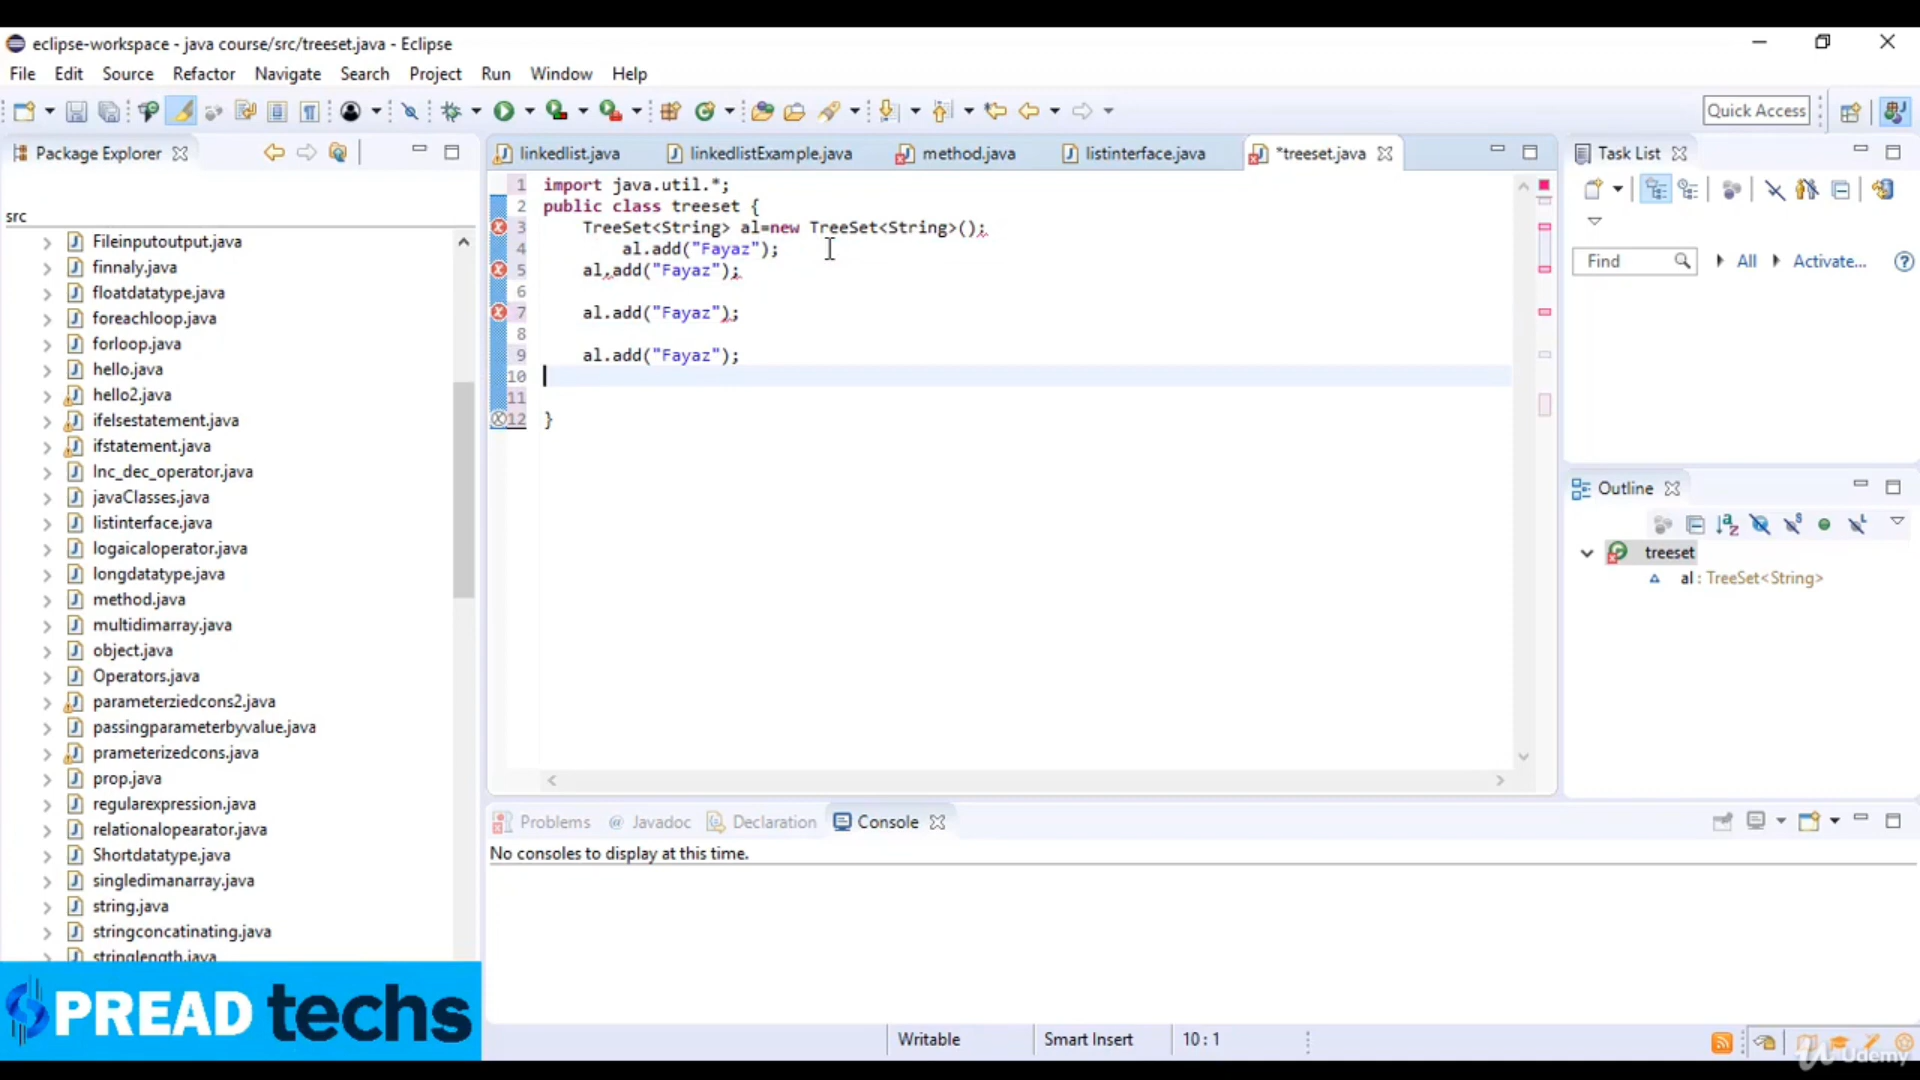 eclipse-workspace - java course/src/treeset.java - Eclipse
File Edit Source Refactor Navigate Search Project Run Window Help
Quick Access
Package Explorer
linkedlist.java
linkedlistExample.java
method.java
listinterface.java
*treeset.java
Task List
src
Fileinputoutput.java
finnaly.java
floatdatatype.java
foreachloop.java
forloop.java
hello.java
hello2.java
ifelsestatement.java
ifstatement.java
Inc_dec_operator.java
javaClasses.java
listinterface.java
logaicaloperator.java
longdatatype.java
method.java
multidimarray.java
object.java
Operators.java
parameterziedcons2.java
passingparameterbyvalue.java
prameterizedcons.java
prop.java
regularexpression.java
relationalopearator.java
Shortdatatype.java
singledimanarray.java
string.java
stringconcatinating.java
stringlength.java
1 import java.util.*;
2 public class treeset {
3 TreeSet<String> al=new TreeSet<String>();
4 al.add("Fayaz");
5 al.add("Fayaz");
6
7 al.add("Fayaz");
8
9 al.add("Fayaz");
10
11
12 }
Find All Activate...
Outline
treeset
al : TreeSet<String>
Problems @ Javadoc Declaration Console
No consoles to display at this time.
Writable Smart Insert 10 : 1
SPREAD techs
Udemy